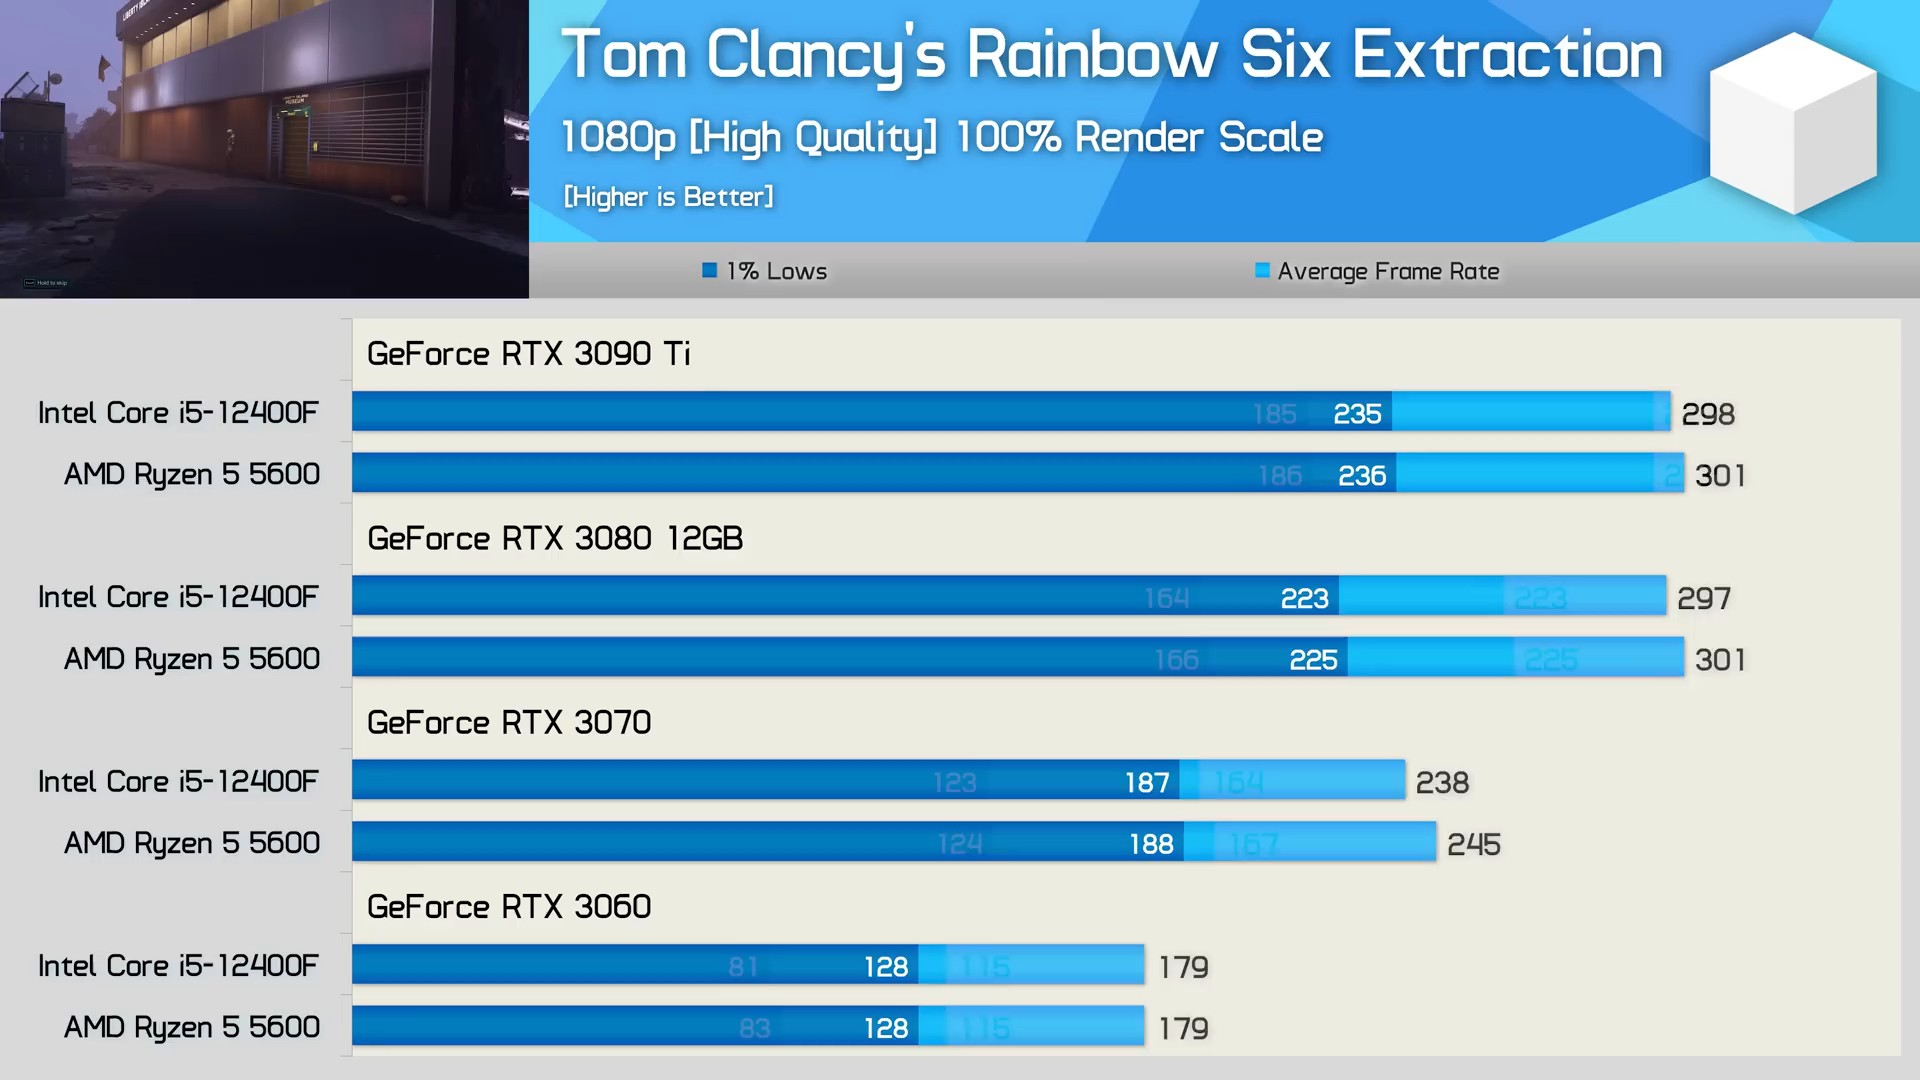 Tom Clancy's Rainbow Six Extraction
1080p [High Quality] 100% Render Scale
[Higher is Better]
1% Lows
Average Frame Rate
MUSEUM
Hold to skip
GeForce RTX 3090 Ti
Intel Core i5-12400F 185 235 298
AMD Ryzen 5 5600 186 236 301
GeForce RTX 3080 12GB
Intel Core i5-12400F 164 223 223 297
AMD Ryzen 5 5600 166 225 225 301
GeForce RTX 3070
Intel Core i5-12400F 123 187 164 238
AMD Ryzen 5 5600 124 188 167 245
GeForce RTX 3060
Intel Core i5-12400F 81 128 115 179
AMD Ryzen 5 5600 83 128 115 179